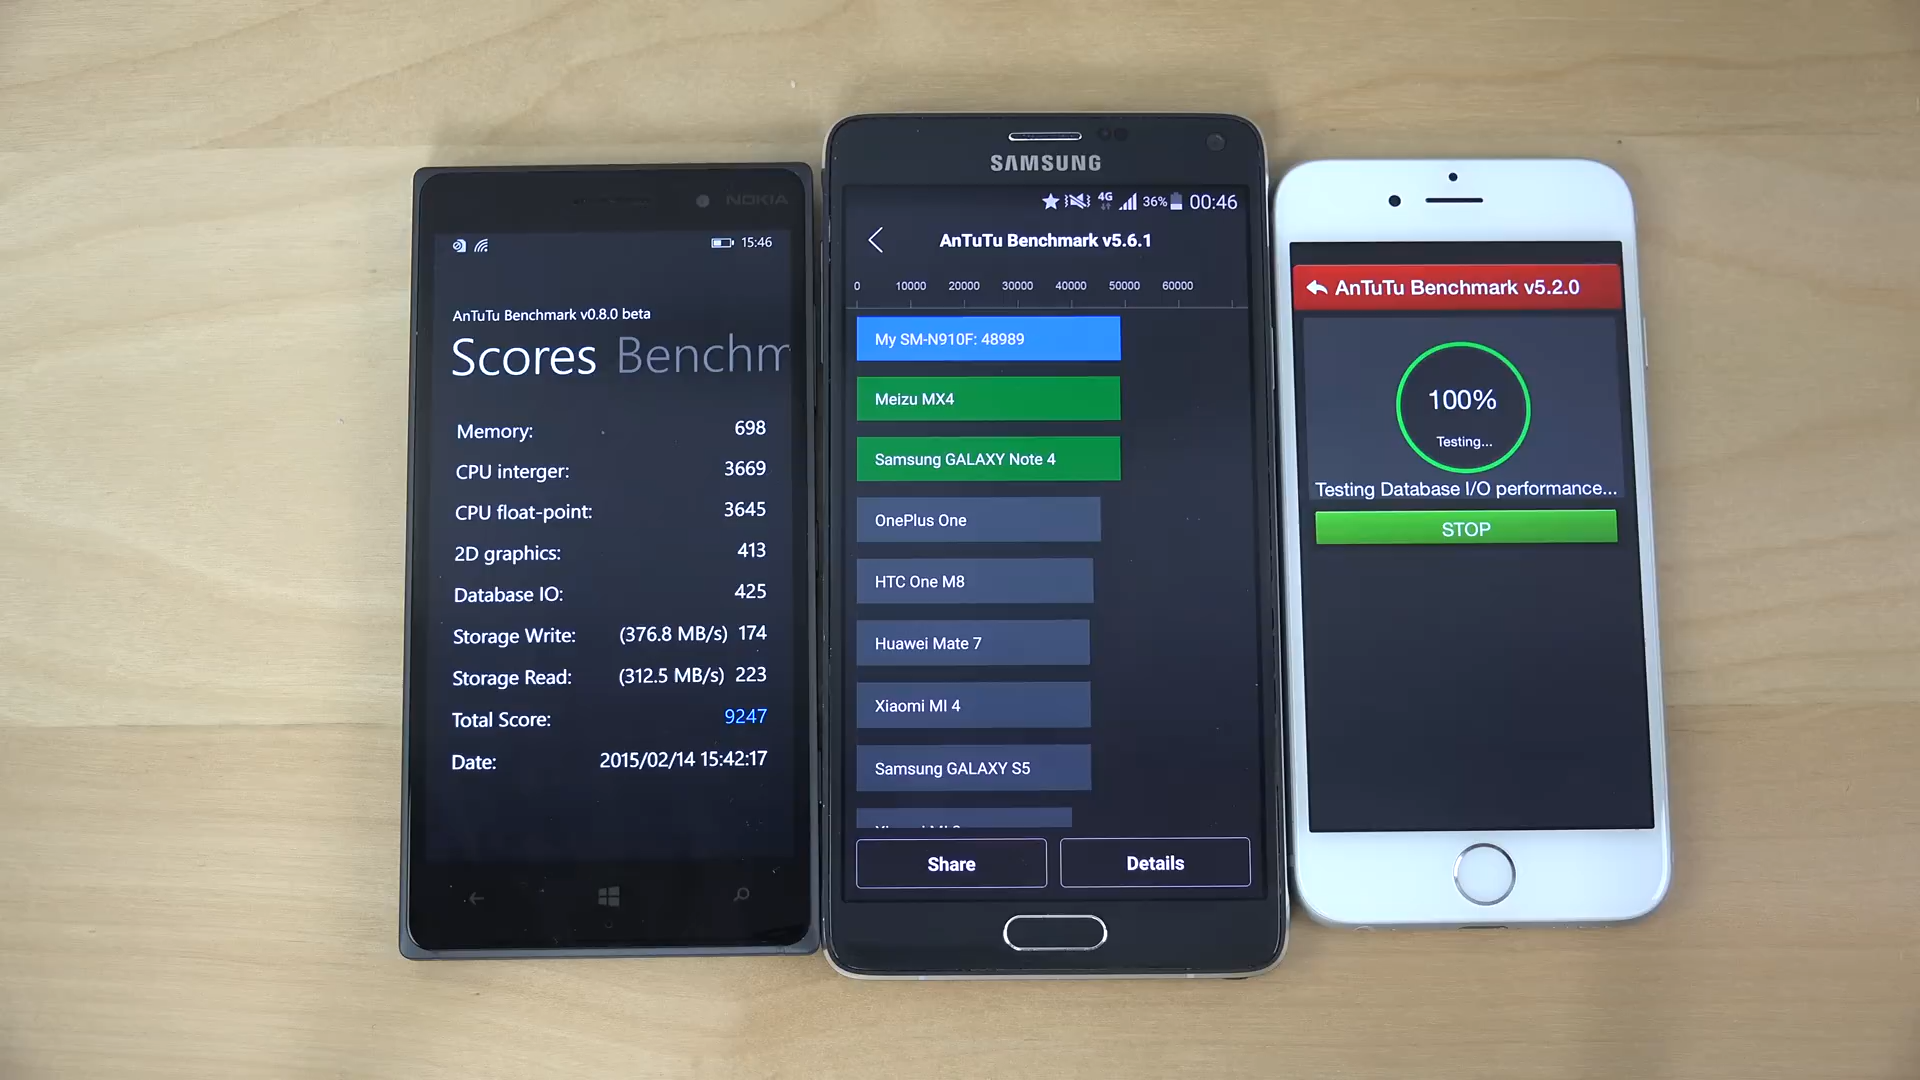 NOKIA
15:46
AnTuTu Benchmark v0.8.0 beta
Scores Benchm
Memory: 698
CPU interger: 3669
CPU float-point: 3645
2D graphics: 413
Database IO: 425
Storage Write: (376.8 MB/s) 174
Storage Read: (312.5 MB/s) 223
Total Score: 9247
Date: 2015/02/14 15:42:17
SAMSUNG
4G 36% 00:46
AnTuTu Benchmark v5.6.1
0 10000 20000 30000 40000 50000 60000
My SM-N910F: 48989
Meizu MX4
Samsung GALAXY Note 4
OnePlus One
HTC One M8
Huawei Mate 7
Xiaomi MI 4
Samsung GALAXY S5
Share Details
AnTuTu Benchmark v5.2.0
100%
Testing...
Testing Database I/O performance...
STOP